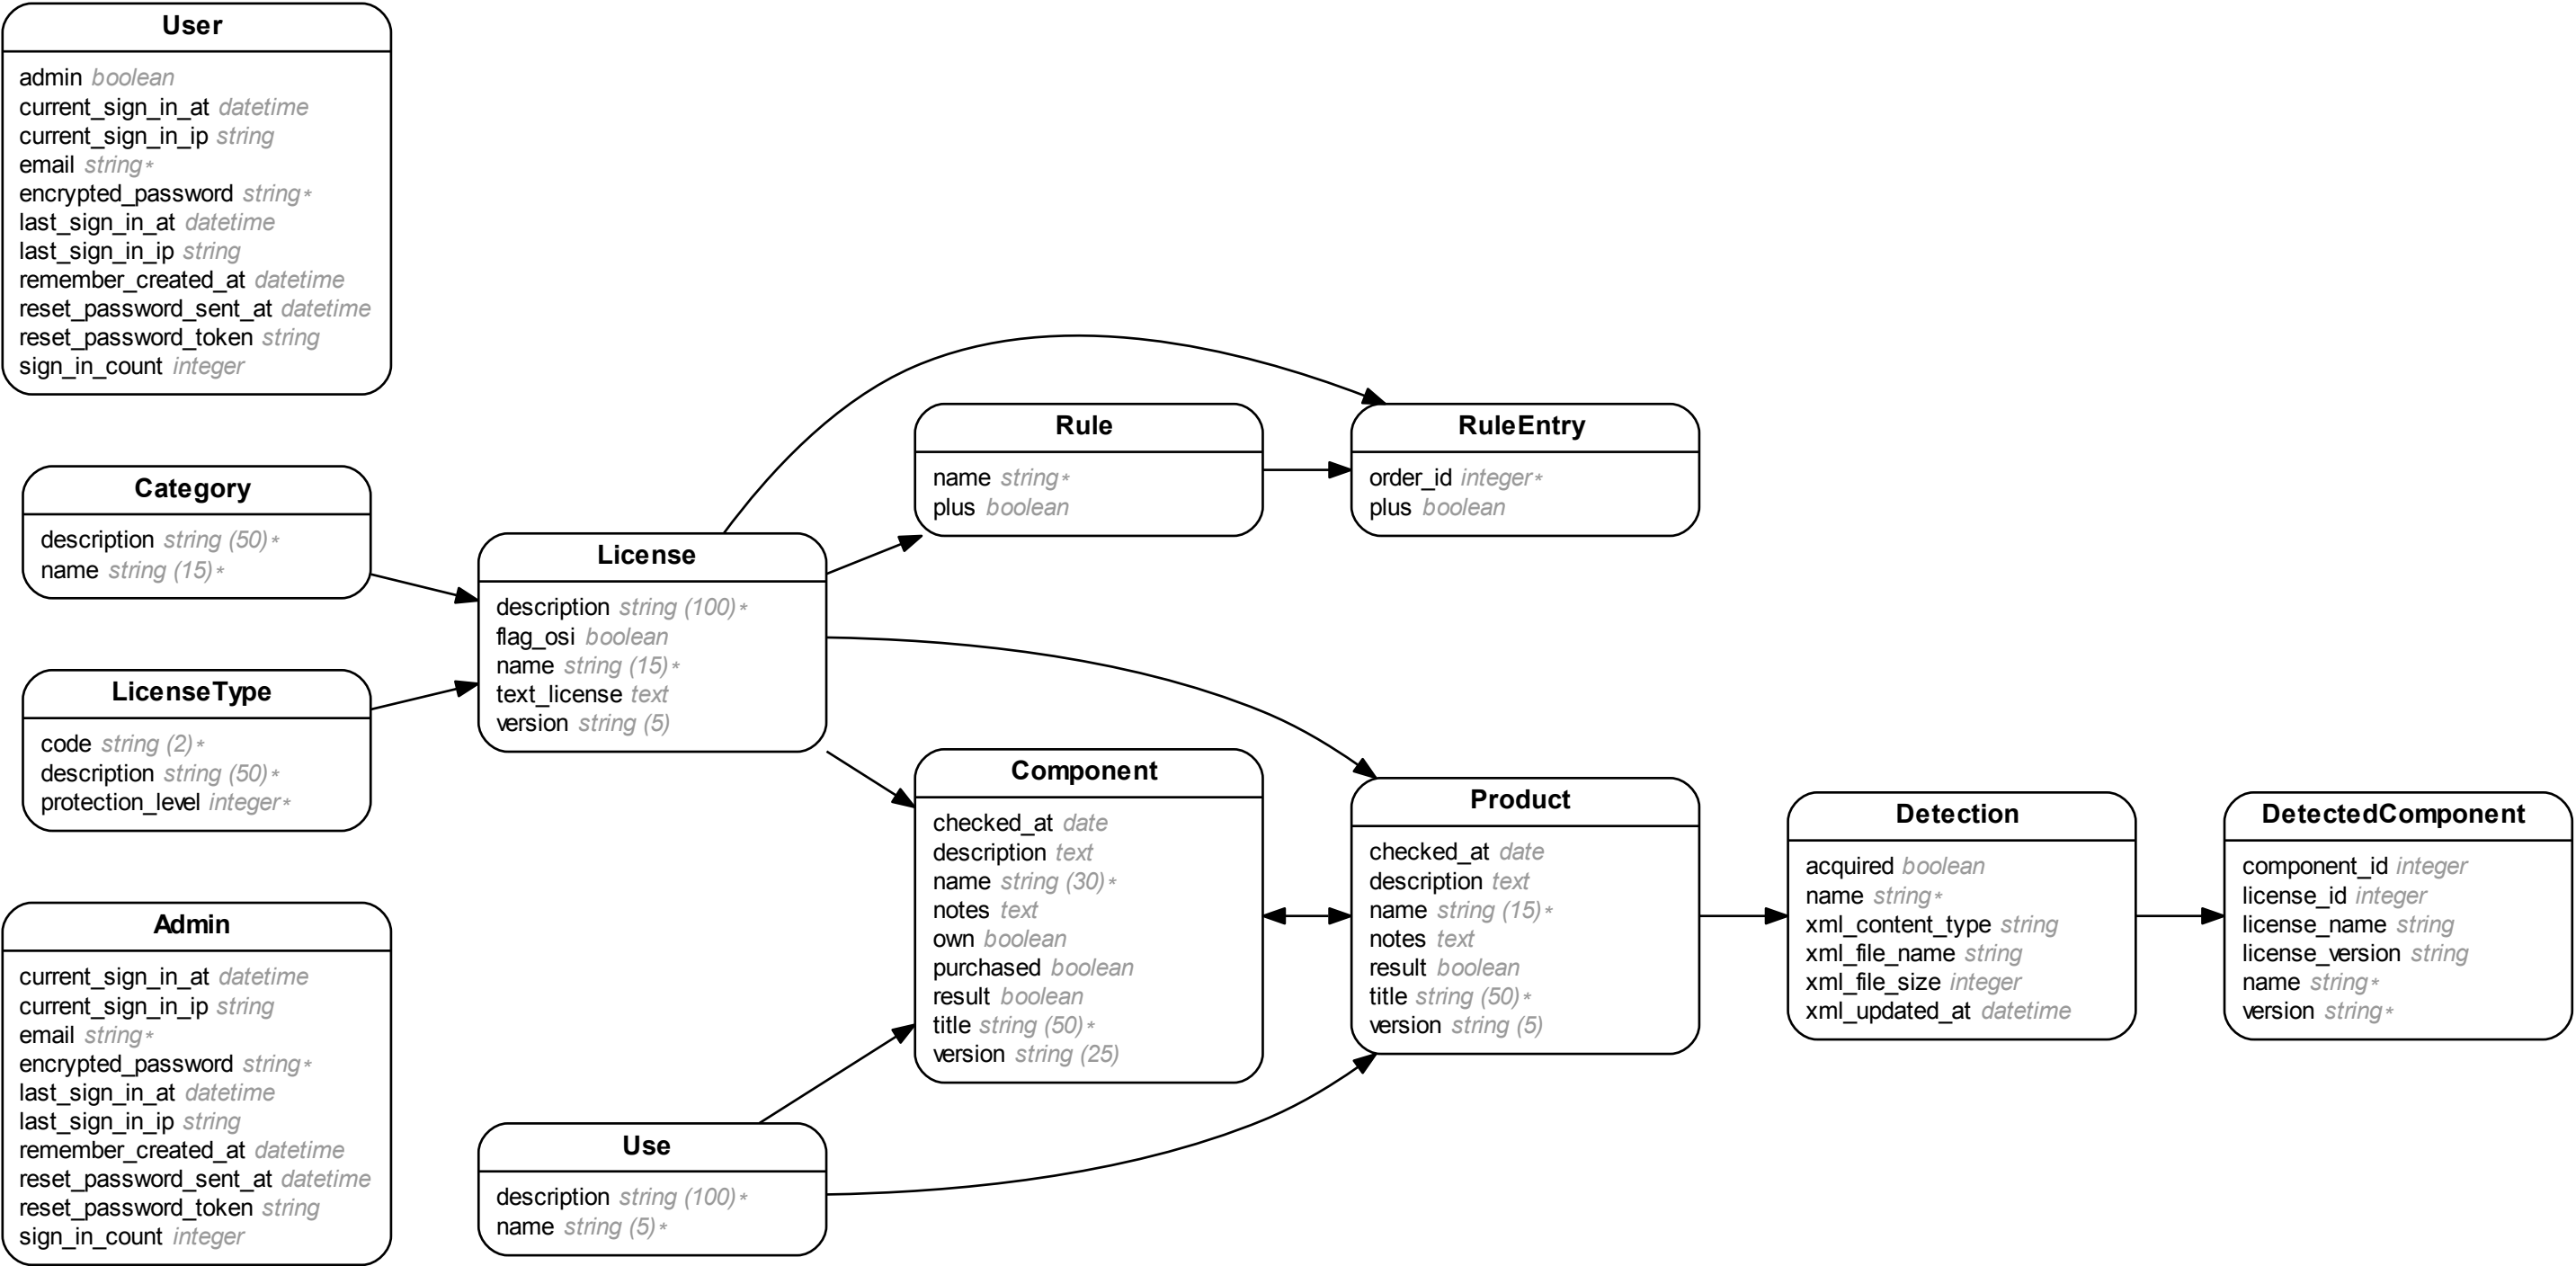 User
admin boolean
current_sign_in_at datetime
current_sign_in_ip string
email string*
encrypted_password string*
last_sign_in_at datetime
last_sign_in_ip string
remember_created_at datetime
reset_password_sent_at datetime
reset_password_token string
sign_in_count integer
Category
description string (50)*
name string (15)*
LicenseType
code string (2)*
description string (50)*
protection_level integer*
Admin
current_sign_in_at datetime
current_sign_in_ip string
email string*
encrypted_password string*
last_sign_in_at datetime
last_sign_in_ip string
remember_created_at datetime
reset_password_sent_at datetime
reset_password_token string
sign_in_count integer
License
description string (100)*
flag_osi boolean
name string (15)*
text_license text
version string (5)
Use
description string (100)*
name string (5)*
Rule
name string*
plus boolean
Component
checked_at date
description text
name string (30)*
notes text
own boolean
purchased boolean
result boolean
title string (50)*
version string (25)
RuleEntry
order_id integer*
plus boolean
Product
checked_at date
description text
name string (15)*
notes text
result boolean
title string (50)*
version string (5)
Detection
acquired boolean
name string*
xml_content_type string
xml_file_name string
xml_file_size integer
xml_updated_at datetime
DetectedComponent
component_id integer
license_id integer
license_name string
license_version string
name string*
version string*